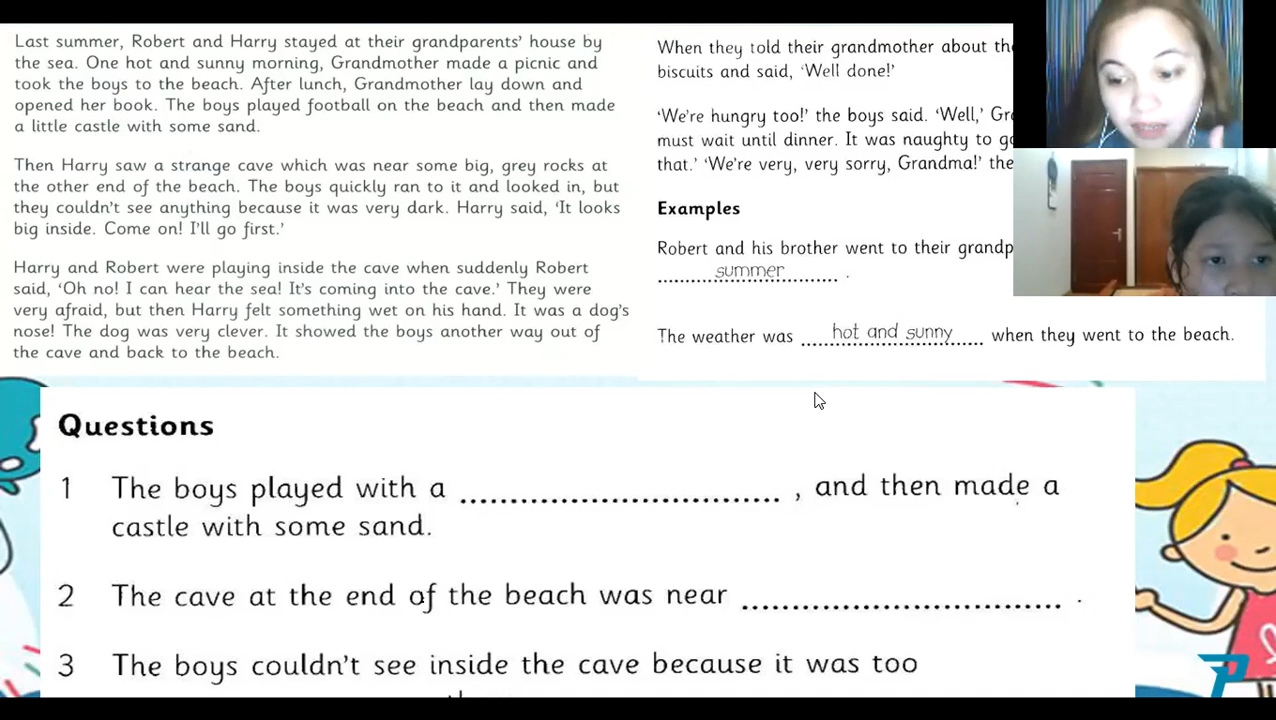 Last summer, Robert and Harry stayed at their grandparents' house by
the sea. One hot and sunny morning, Grandmother made a picnic and
took the boys to the beach. After lunch, Grandmother lay down and
opened her book. The boys played football on the beach and then made
a little castle with some sand.
Then Harry saw a strange cave which was near some big, grey rocks at
the other end of the beach. The boys quickly ran to it and looked in, but
they couldn't see anything because it was very dark. Harry said, 'It looks
big inside. Come on! I'll go first.'
Harry and Robert were playing inside the cave when suddenly Robert
said, 'Oh no! I can hear the sea! It's coming into the cave.' They were
very afraid, but then Harry felt something wet on his hand. It was a dog's
nose! The dog was very clever. It showed the boys another way out of
the cave and back to the beach.
When they told their grandmother about
biscuits and said, 'Well done!'
'We're hungry too!' the boys said. 'Well,'
must wait until dinner. It was naughty to
that.' 'We're very, very sorry, Grandma!'
Examples
Robert and his brother went to their
summer .
The weather was hot and sunny when they went to the beach.
Questions
1 The boys played with a .............................. , and then made a
castle with some sand.
2 The cave at the end of the beach was near .............................. .
3 The boys couldn't see inside the cave because it was too